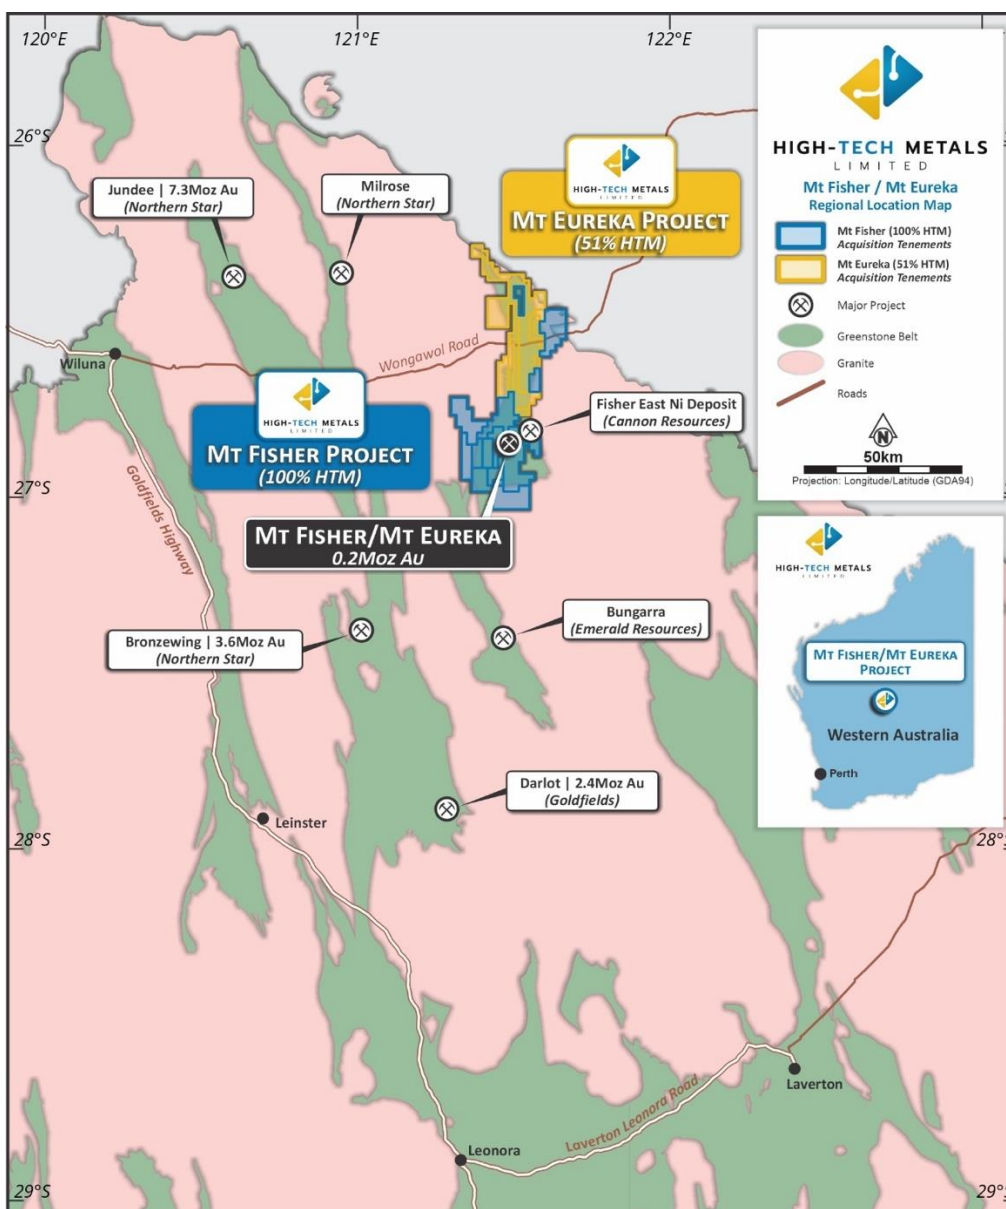 120°E
121°E
122°E
26°S
27°S
28°S
28°S
29°S
29°S
Jundee | 7.3Moz Au
(Northern Star)
Milrose
(Northern Star)
HIGH-TECH METALS
LIMITED
MT EUREKA PROJECT
(51% HTM)
Wiluna
Wongawol Road
HIGH-TECH METALS
LIMITED
MT FISHER PROJECT
(100% HTM)
Fisher East Ni Deposit
(Cannon Resources)
Goldfields Highway
MT FISHER/MT EUREKA
0.2Moz Au
Bronzewing | 3.6Moz Au
(Northern Star)
Bungarra
(Emerald Resources)
Darlot | 2.4Moz Au
(Goldfields)
Leinster
Laverton
Laverton Leonora Road
Leonora
HIGH-TECH METALS
LIMITED
Mt Fisher / Mt Eureka
Regional Location Map
Mt Fisher (100% HTM)
Acquisition Tenements
Mt Eureka (51% HTM)
Acquisition Tenements
Major Project
Greenstone Belt
Granite
Roads
N
50km
Projection: Longitude/Latitude (GDA94)
HIGH-TECH METALS
LIMITED
MT FISHER/MT EUREKA
PROJECT
Western Australia
Perth